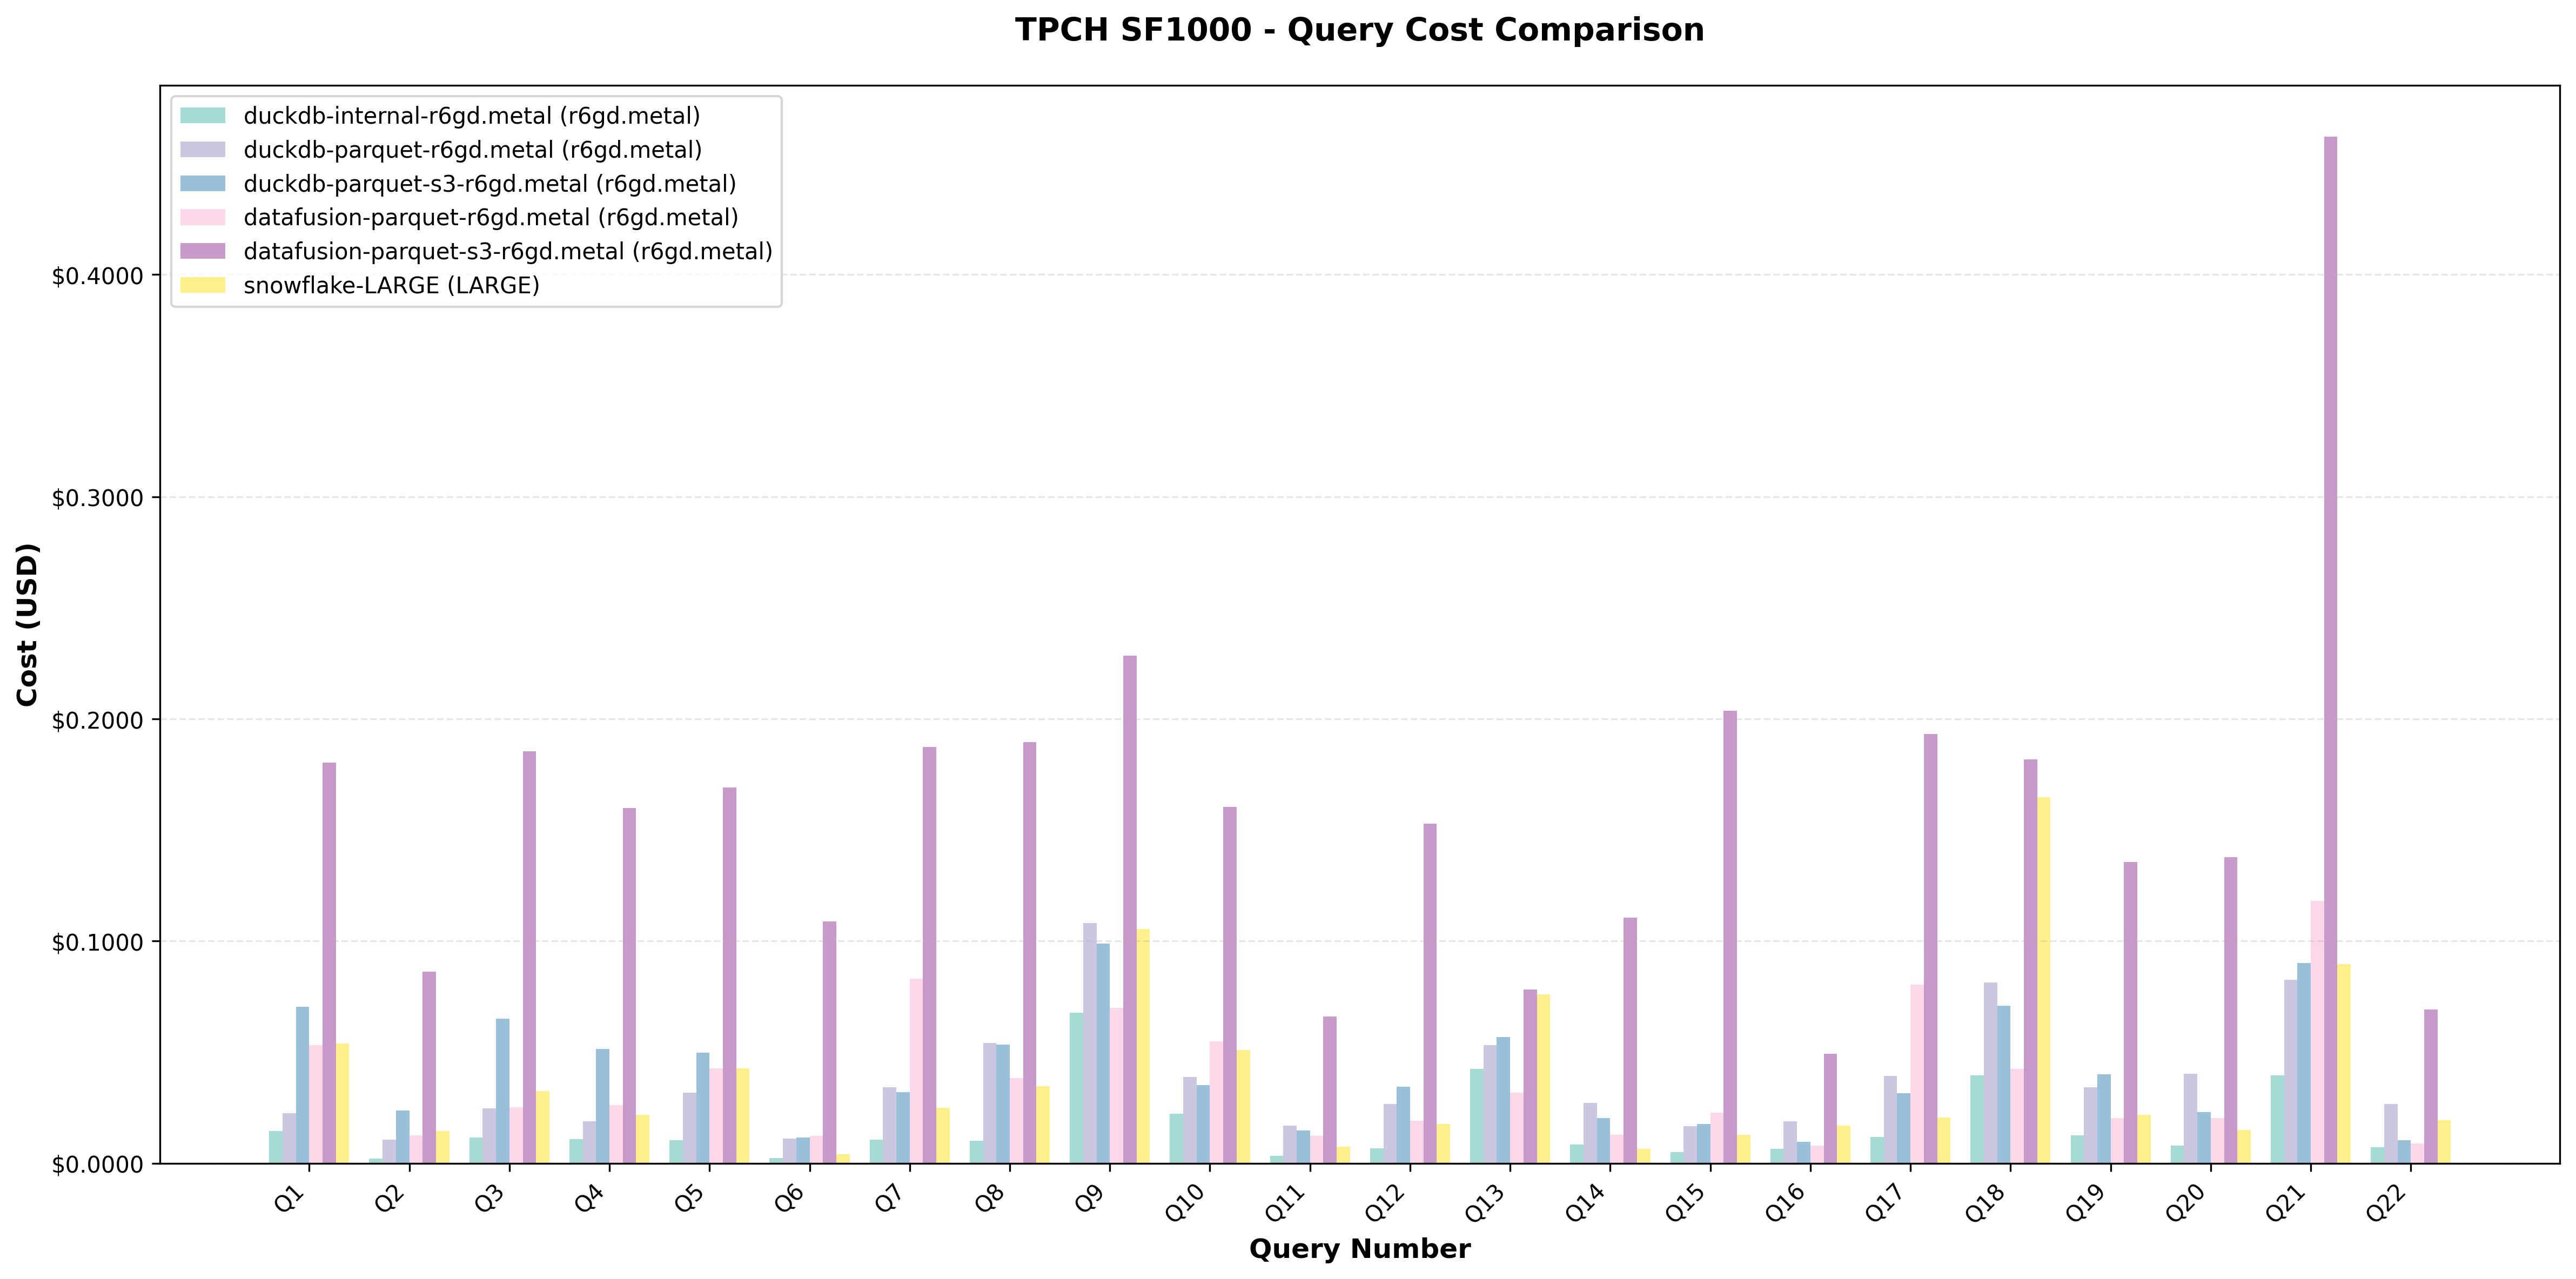 TPCH SF1000 - Query Cost Comparison
duckdb-internal-r6gd.metal (r6gd.metal)
duckdb-parquet-r6gd.metal (r6gd.metal)
duckdb-parquet-s3-r6gd.metal (r6gd.metal)
datafusion-parquet-r6gd.metal (r6gd.metal)
datafusion-parquet-s3-r6gd.metal (r6gd.metal)
snowflake-LARGE (LARGE)
Cost (USD)
$0.4000
$0.3000
$0.2000
$0.1000
$0.0000
Q1 Q2 Q3 Q4 Q5 Q6 Q7 Q8 Q9 Q10 Q11 Q12 Q13 Q14 Q15 Q16 Q17 Q18 Q19 Q20 Q21 Q22
Query Number